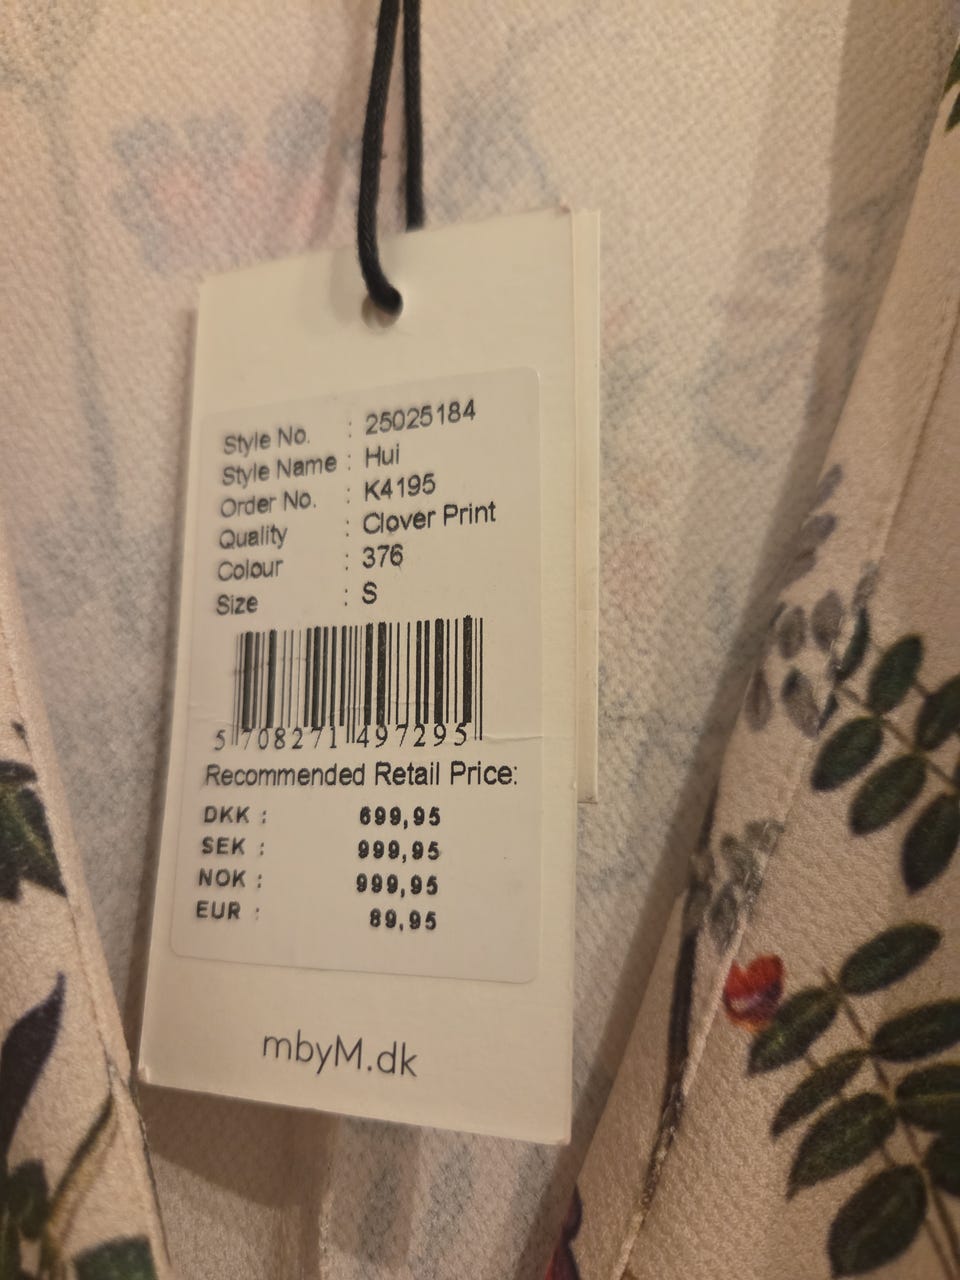 Style No. : 25025184
Style Name : Hui
Order No. : K4195
Quality : Clover Print
Colour : 376
Size : S
5 708271 497295
Recommended Retail Price:
DKK : 699,95
SEK : 999,95
NOK : 999,95
EUR : 89,95
mbyM.dk